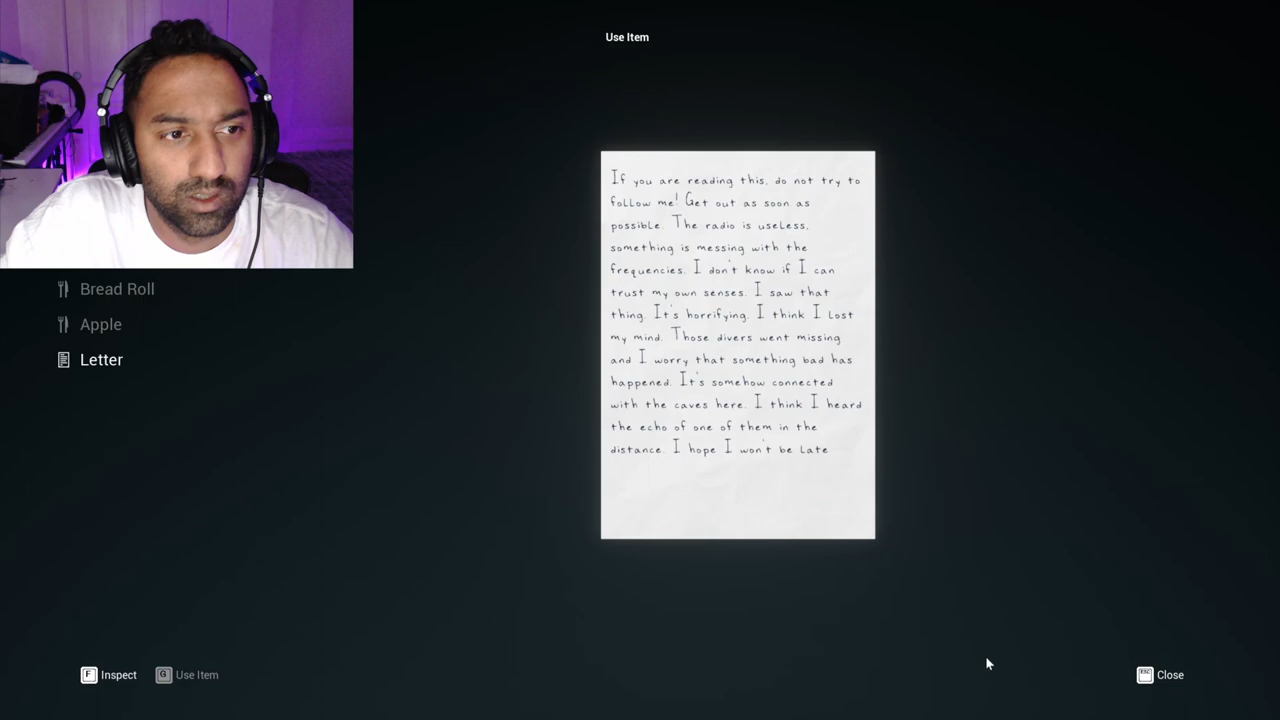 Use Item
If you are reading this, do not try to
follow me! Get out as soon as
possible. The radio is useless,
something is messing with the
frequencies. I don't know if I can
trust my own senses. I saw that
thing. It's horrifying. I think I lost
my mind. Those divers went missing
and I worry that something bad has
happened. It's somehow connected
with the caves here. I think I heard
the echo of one of them in the
distance. I hope I won't be late
Bread Roll
Apple
Letter
F Inspect
G Use Item
ESC Close